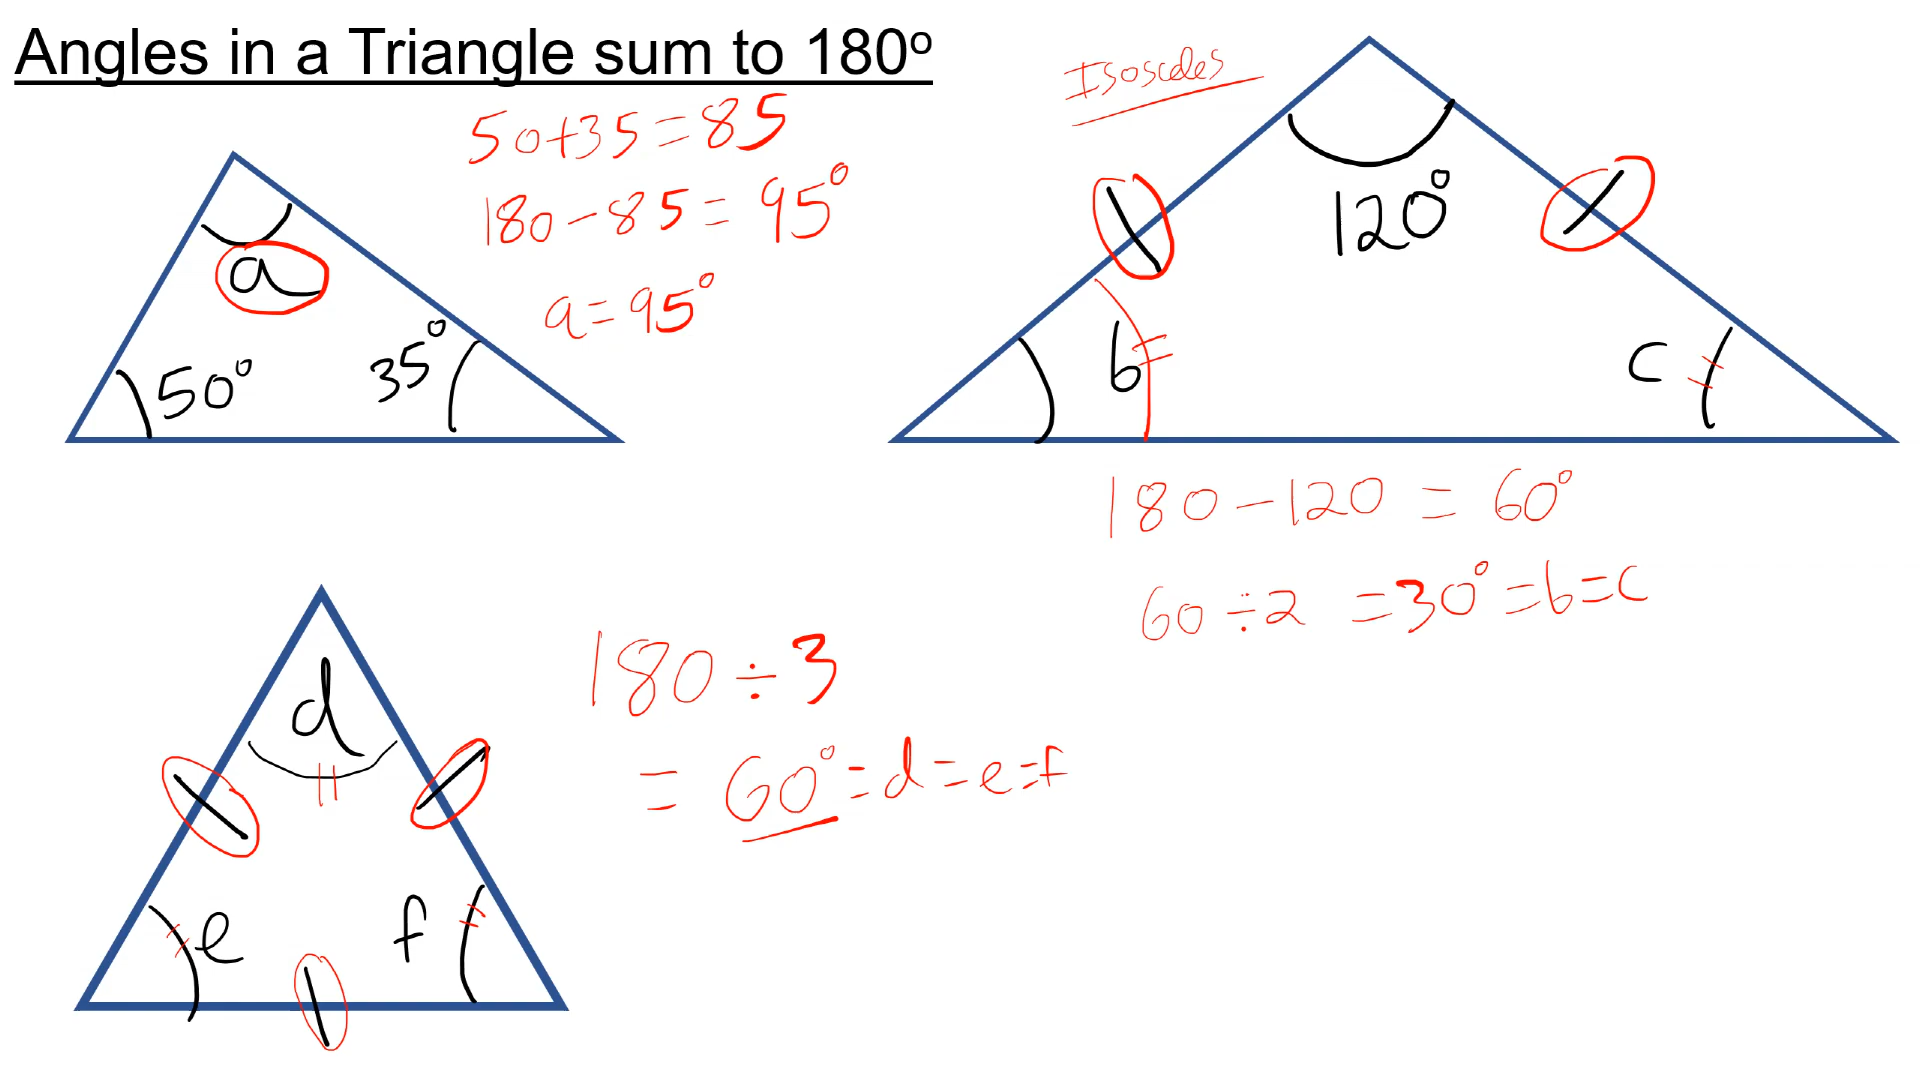 Angles in a Triangle sum to 180°
50+35=85
180-85=95°
a=95°
a
50°
35°
Isosceles
120°
b
c
180-120=60°
60÷2=30°=b=c
d
e
f
180÷3
=60°=d=e=f